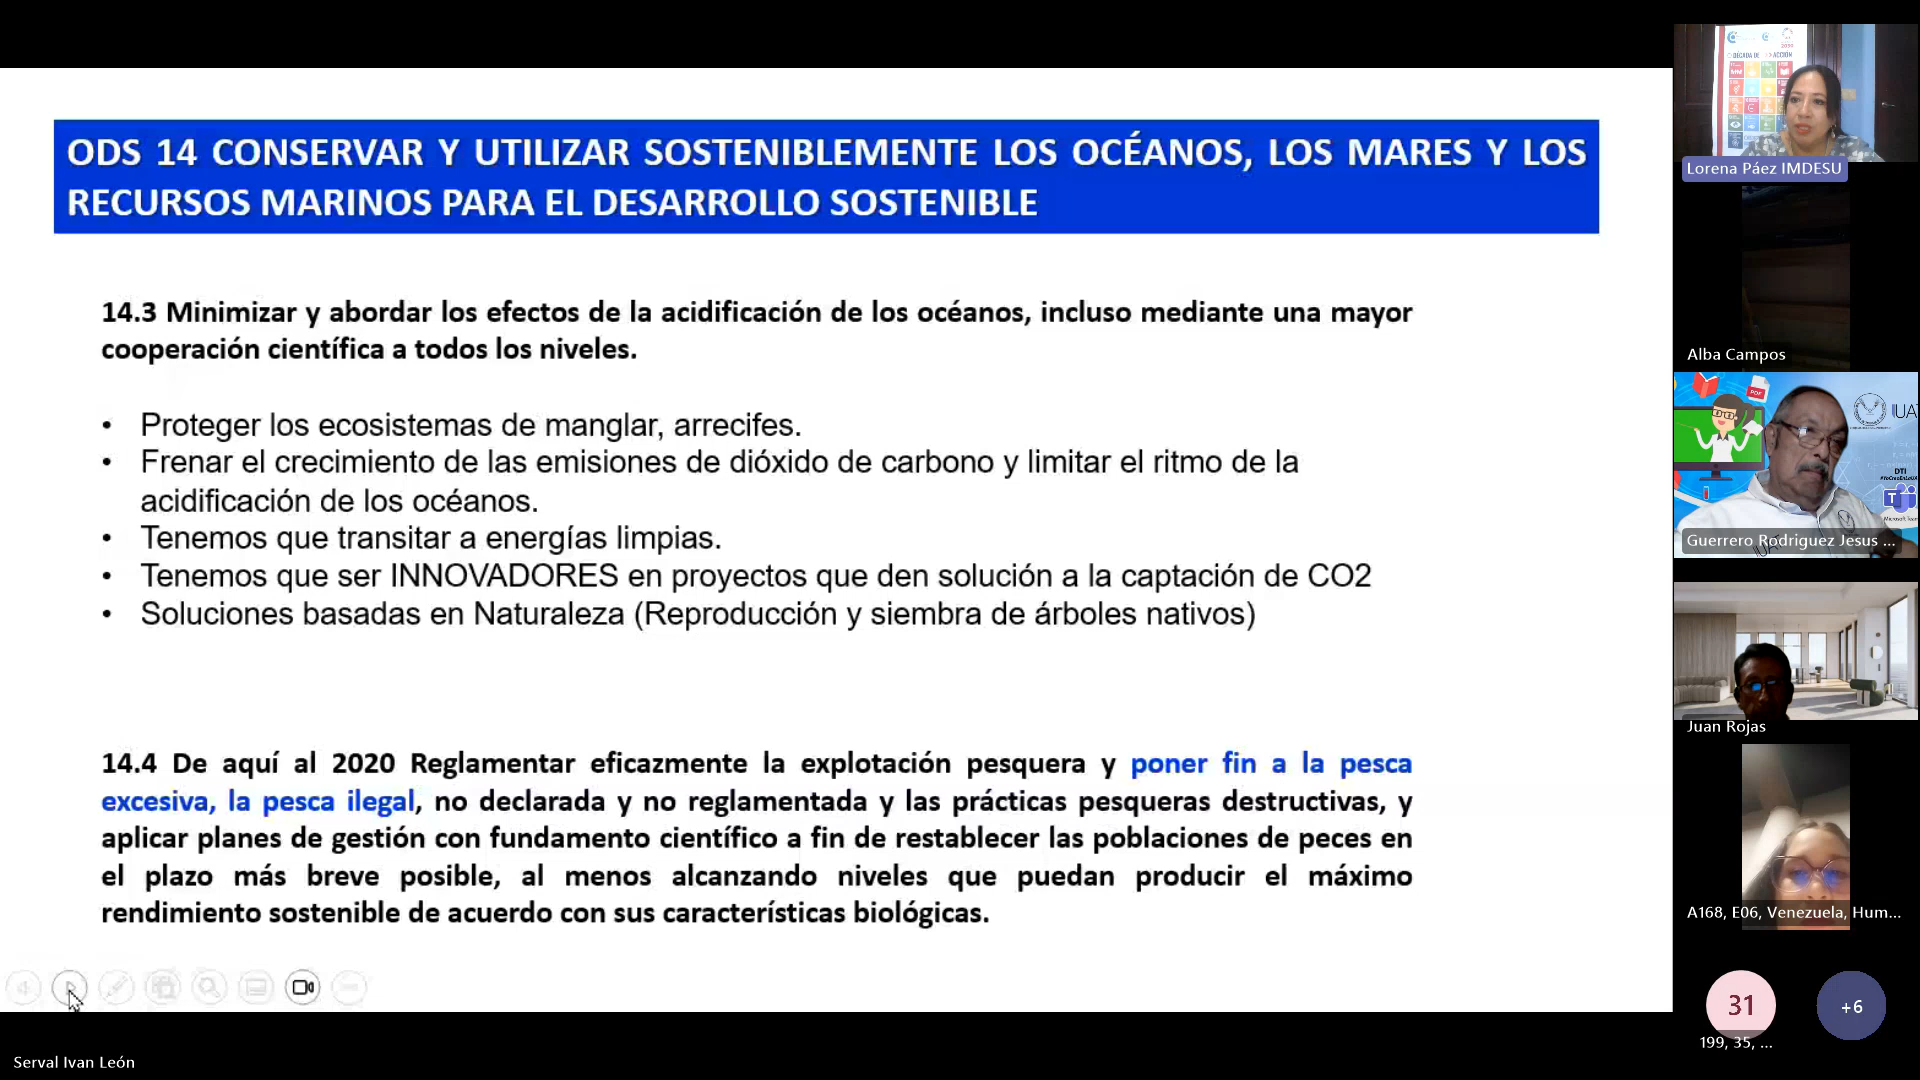 ODS 14 CONSERVAR Y UTILIZAR SOSTENIBLEMENTE LOS OCÉANOS, LOS MARES Y LOS
RECURSOS MARINOS PARA EL DESARROLLO SOSTENIBLE
14.3 Minimizar y abordar los efectos de la acidificación de los océanos, incluso mediante una mayor
cooperación científica a todos los niveles.
• Proteger los ecosistemas de manglar, arrecifes.
• Frenar el crecimiento de las emisiones de dióxido de carbono y limitar el ritmo de la
acidificación de los océanos.
• Tenemos que transitar a energías limpias.
• Tenemos que ser INNOVADORES en proyectos que den solución a la captación de CO2
• Soluciones basadas en Naturaleza (Reproducción y siembra de árboles nativos)
14.4 De aquí al 2020 Reglamentar eficazmente la explotación pesquera y poner fin a la pesca
excesiva, la pesca ilegal, no declarada y no reglamentada y las prácticas pesqueras destructivas, y
aplicar planes de gestión con fundamento científico a fin de restablecer las poblaciones de peces en
el plazo más breve posible, al menos alcanzando niveles que puedan producir el máximo
rendimiento sostenible de acuerdo con sus características biológicas.
Serval Ivan León
DÉCADA DE ACCIÓN
Lorena Páez IMDESU
Alba Campos
PDF
UAT
DTI
Microsoft Team
UAT
Guerrero Rodriguez Jesus ...
Juan Rojas
A168, E06, Venezuela, Hum...
31
+6
199, 35, ...